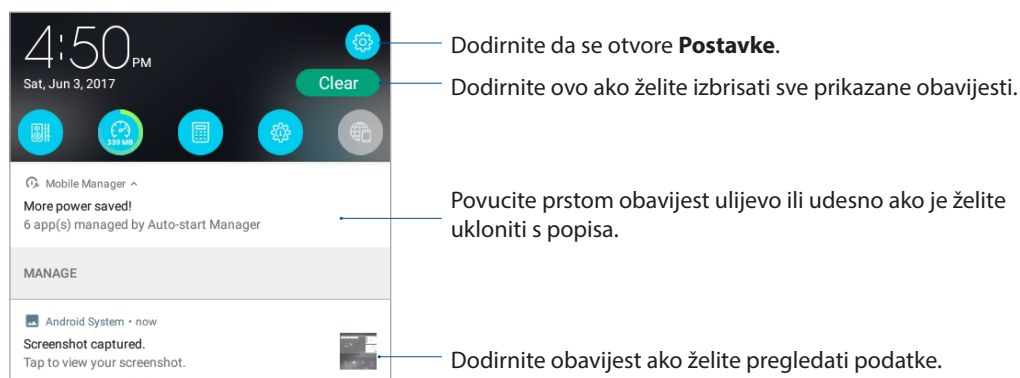 4:50 PM
Dodirnite da se otvore Postavke.
Sat, Jun 3, 2017
Clear
Dodirnite ovo ako želite izbrisati sve prikazane obavijesti.
339 MB
Mobile Manager
More power saved!
6 app(s) managed by Auto-start Manager
Povucite prstom obavijest ulijevo ili udesno ako je želite
ukloniti s popisa.
MANAGE
Android System • now
Screenshot captured.
Tap to view your screenshot.
Dodirnite obavijest ako želite pregledati podatke.